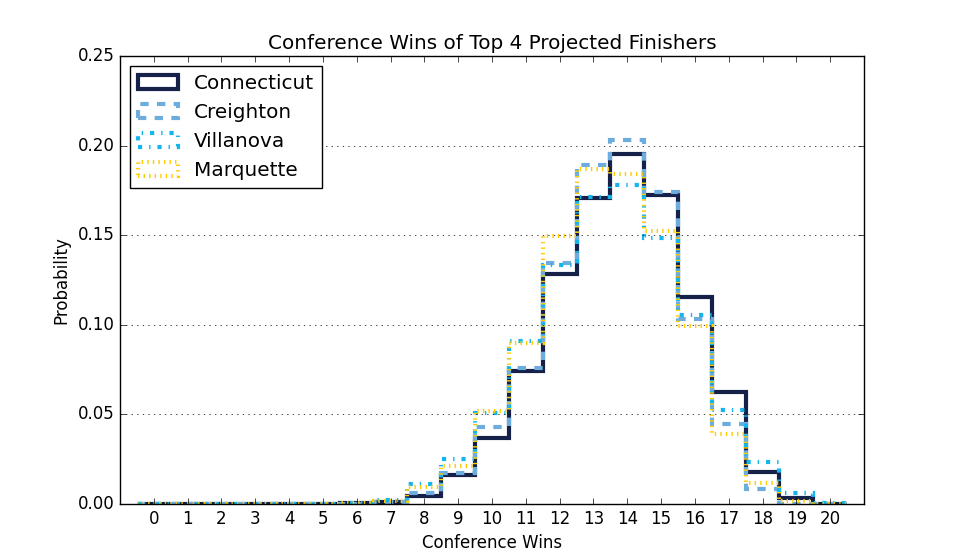 Conference Wins of Top 4 Projected Finishers
Connecticut
Creighton
Villanova
Marquette
0.25
0.20
0.15
0.10
0.05
0.00
Probability
0 1 2 3 4 5 6 7 8 9 10 11 12 13 14 15 16 17 18 19 20
Conference Wins